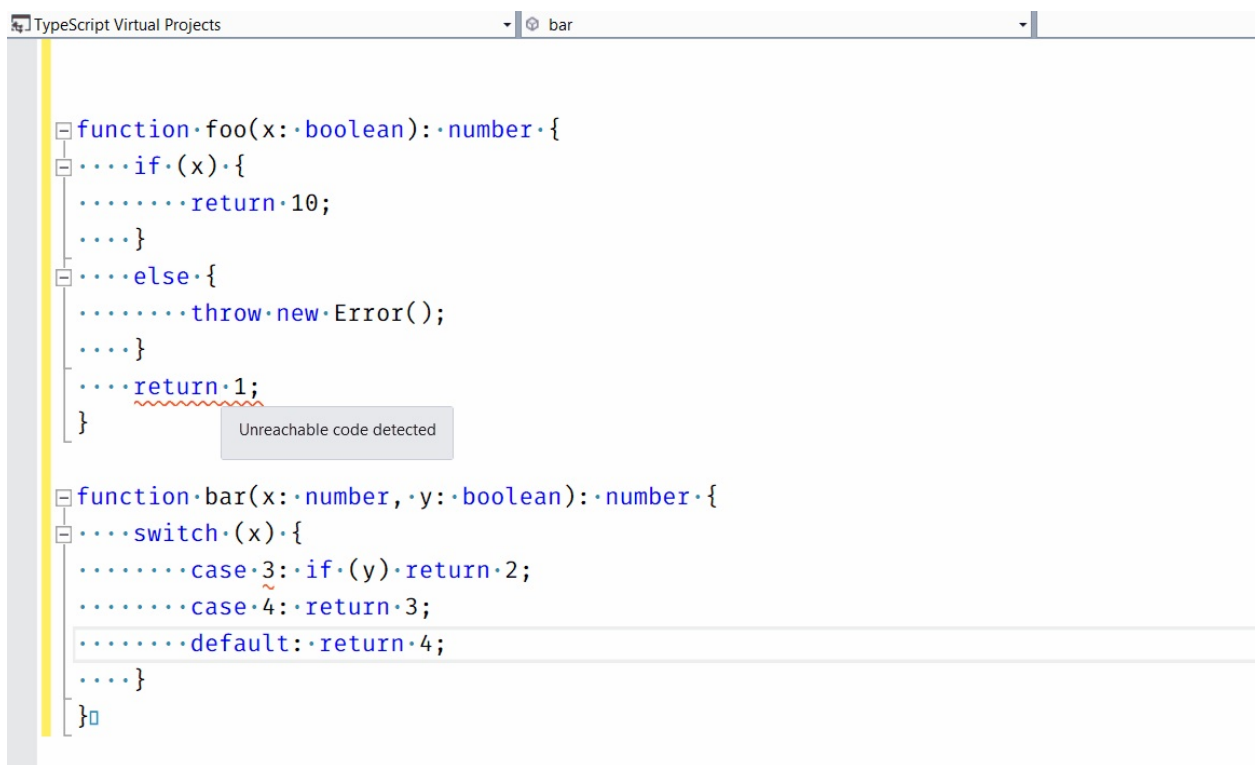 TypeScript Virtual Projects bar
function foo(x: boolean): number {
    if (x) {
        return 10;
    }
    else {
        throw new Error();
    }
    return 1;
}
Unreachable code detected
function bar(x: number, y: boolean): number {
    switch (x) {
        case 3: if (y) return 2;
        case 4: return 3;
        default: return 4;
    }
}